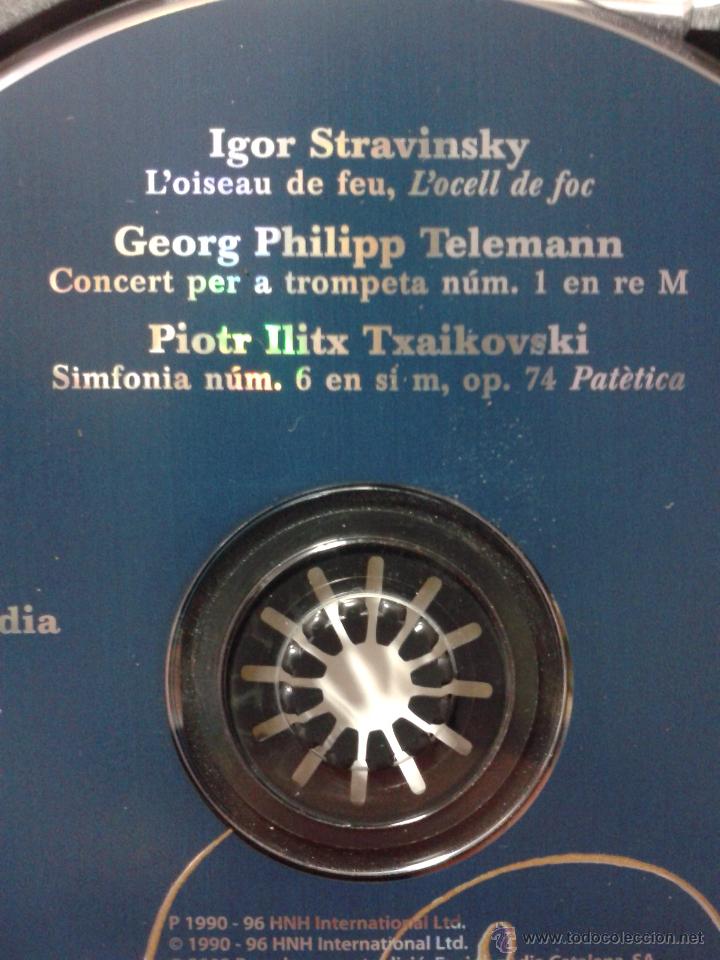 Igor Stravinsky
L'oiseau de feu, L'ocell de foc
Georg Philipp Telemann
Concert per a trompeta núm. 1 en re M
Piotr Ilitx Txaikovski
Simfonia núm. 6 en si m, op. 74 Patètica
dia
P 1990 - 96 HNH International Ltd.
© 1990 - 96 HNH International Ltd.
Catalana, SA
www.todocoleccion.net